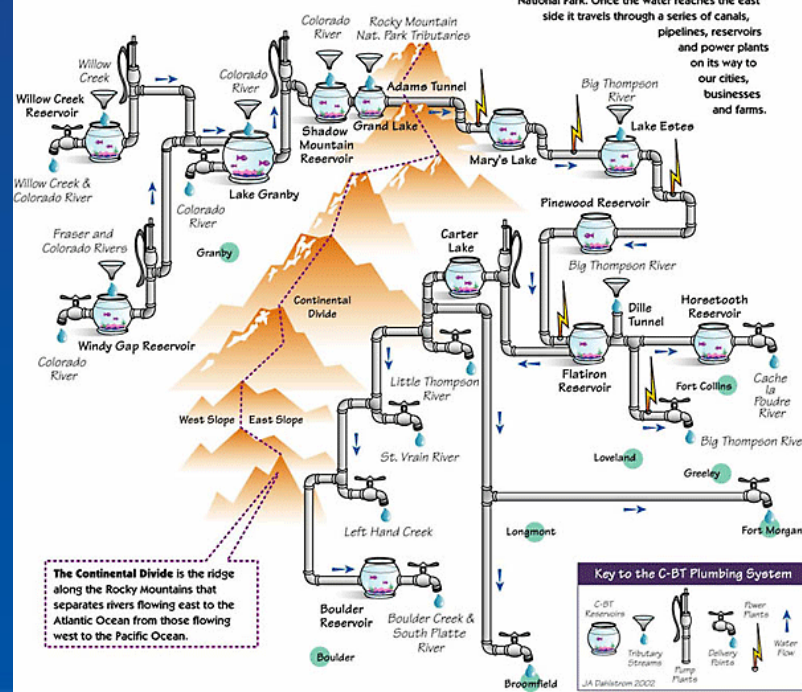 National Park. Once the water reaches the east
side it travels through a series of canals,
pipelines, reservoirs
and power plants
on its way to
our cities,
businesses
and farms.
Colorado
River
Rocky Mountain
Nat. Park Tributaries
Willow
Creek
Willow Creek
Reservoir
Colorado
River
Adams Tunnel
Big Thompson
River
Lake Estes
Shadow
Mountain
Reservoir
Grand Lake
Mary's Lake
Willow Creek &
Colorado River
Lake Granby
Colorado
River
Pinewood Reservoir
Fraser and
Colorado Rivers
Granby
Carter
Lake
Big Thompson River
Continental
Divide
Dille
Tunnel
Horsetooth
Reservoir
Windy Gap Reservoir
Colorado
River
Little Thompson
River
Flatiron
Reservoir
Fort Collins
Cache
la
Poudre
River
West Slope
East Slope
St. Vrain River
Big Thompson Rive
Loveland
Greeley
Left Hand Creek
Longmont
Fort Morgan
The Continental Divide is the ridge
along the Rocky Mountains that
separates rivers flowing east to the
Atlantic Ocean from those flowing
west to the Pacific Ocean.
Boulder
Reservoir
Boulder Creek &
South Platte
River
Boulder
Broomfield
Key to the C-BT Plumbing System
C-BT
Reservoirs
Tributary
Streams
Pump
Plants
Delivery
Points
Power
Plants
Water
Flow
JA Dahlstrom 2002